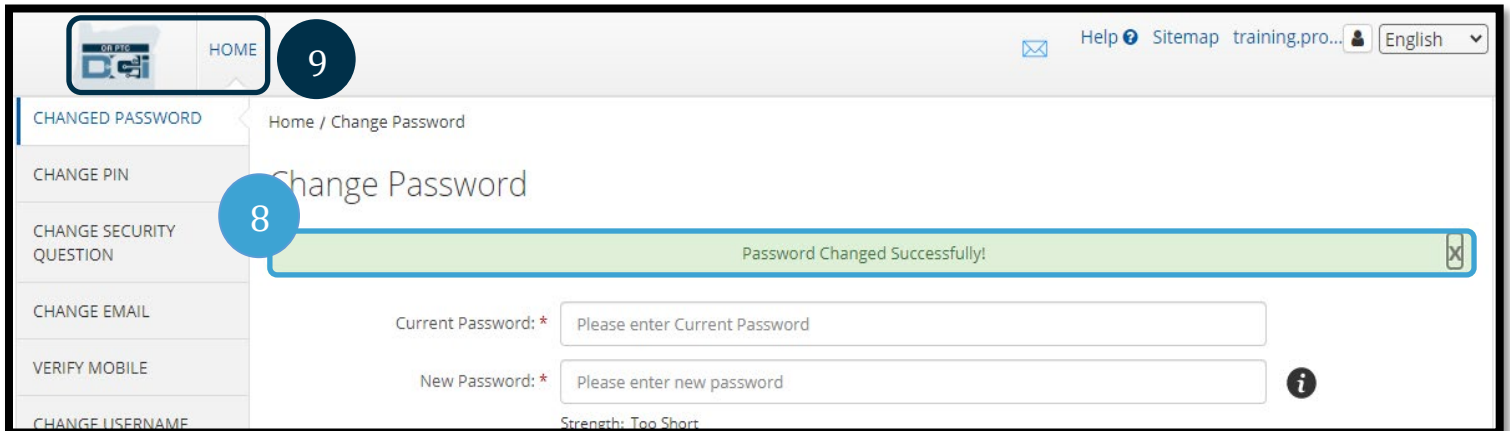 OR PTC
DCI
HOME
9
Help ? Sitemap training.pro... English
CHANGED PASSWORD
Home / Change Password
CHANGE PIN
Change Password
CHANGE SECURITY
QUESTION
8
Password Changed Successfully!
X
CHANGE EMAIL
Current Password: * Please enter Current Password
VERIFY MOBILE
New Password: * Please enter new password
i
CHANGE USERNAME
Strength: Too Short